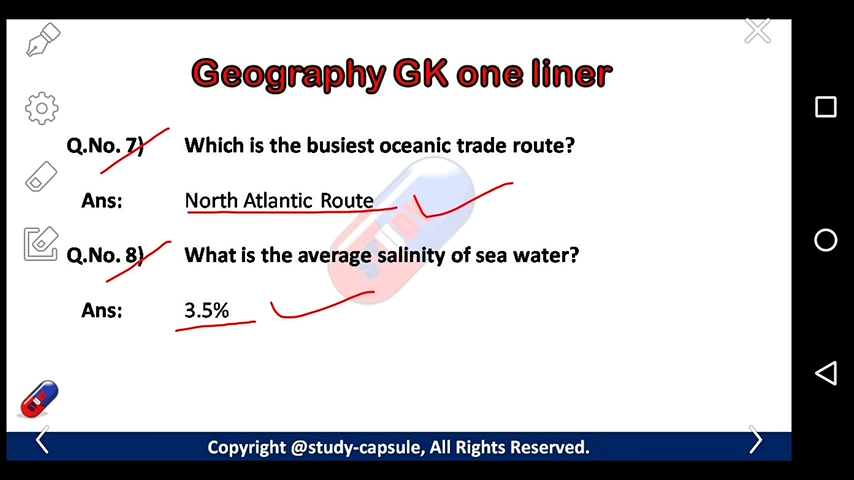 Geography GK one liner
Q.No. 7) Which is the busiest oceanic trade route?
Ans: North Atlantic Route
Q.No. 8) What is the average salinity of sea water?
Ans: 3.5%
STUDY
Copyright @study-capsule, All Rights Reserved.